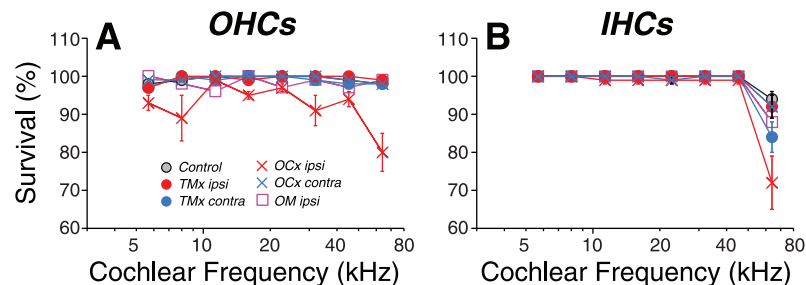 A
OHCs
B
IHCs
Survival (%)
110
100
90
80
70
60
Control
TMx ipsi
TMx contra
OCx ipsi
OCx contra
OM ipsi
5
10
20
40
80
Cochlear Frequency (kHz)
110
100
90
80
70
60
5
10
20
40
80
Cochlear Frequency (kHz)